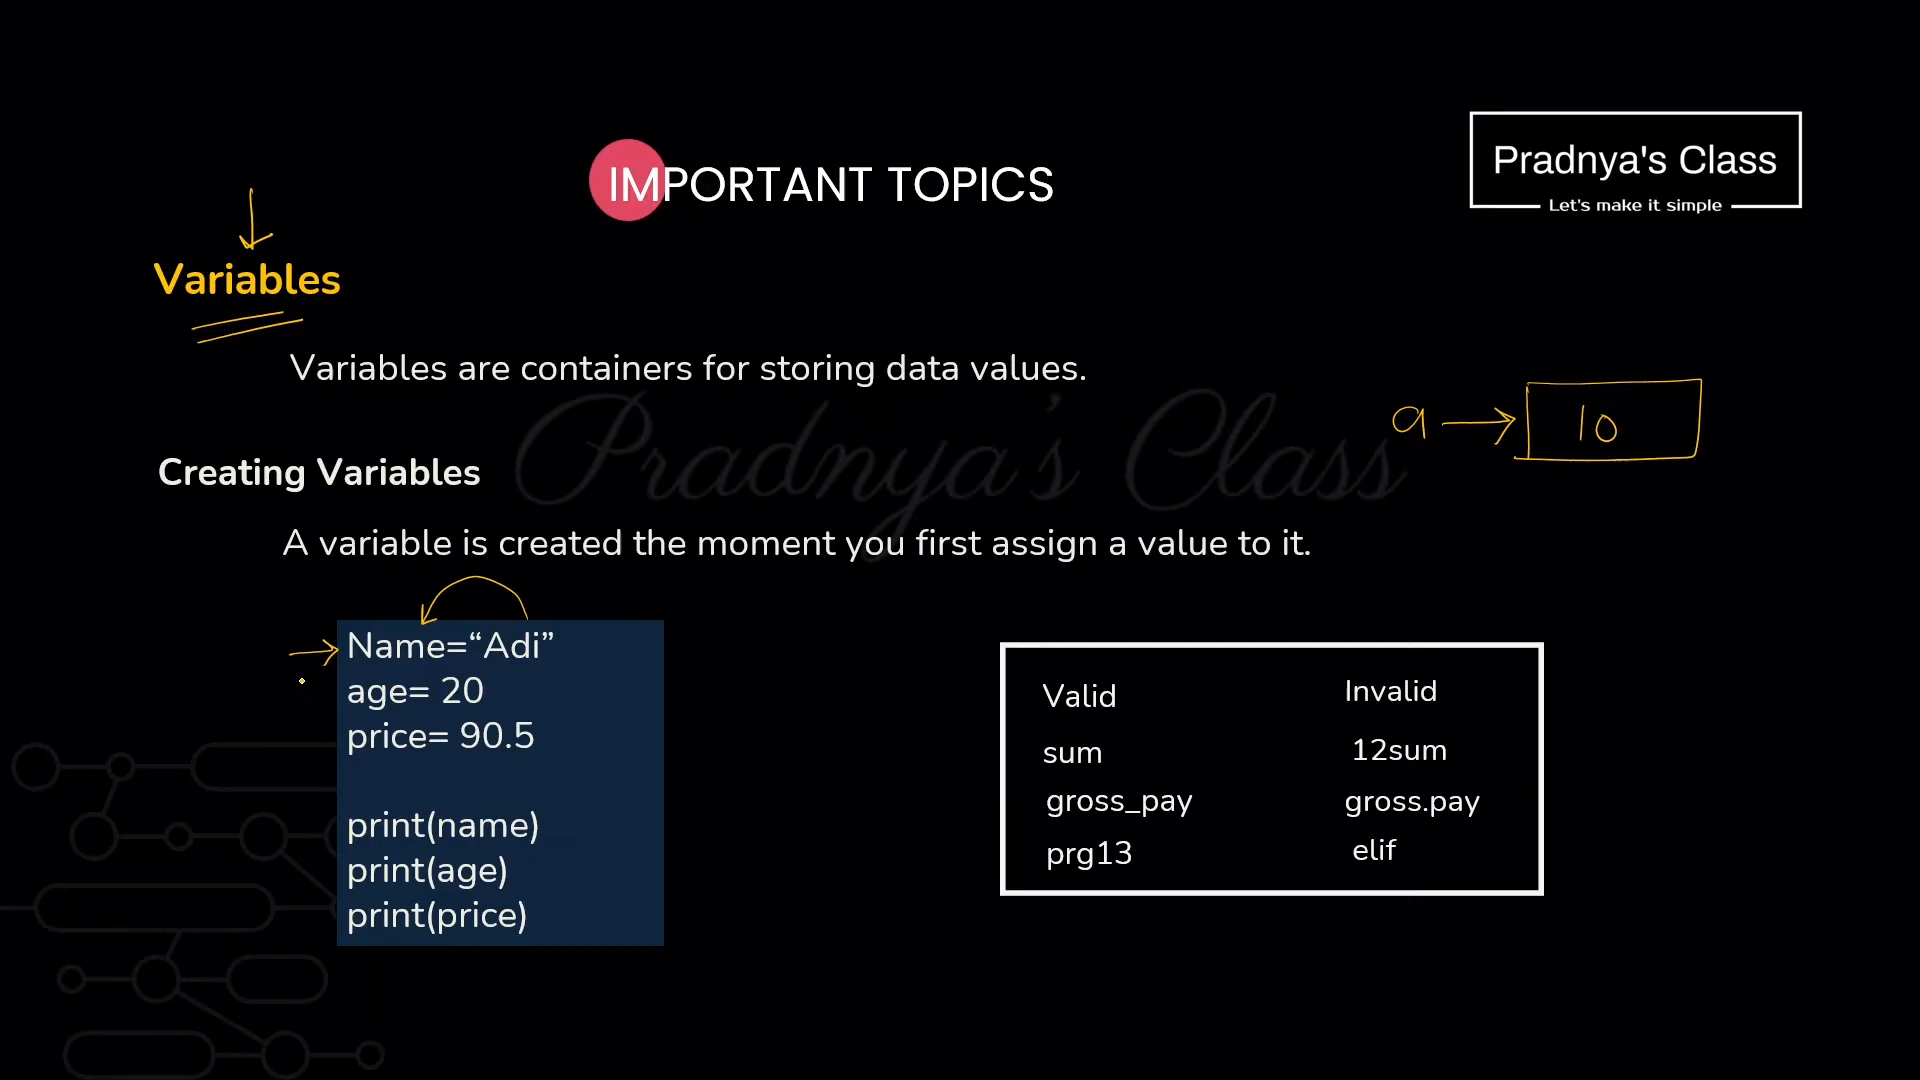 IMPORTANT TOPICS
Pradnya's Class
Let's make it simple
Variables
Variables are containers for storing data values.
a → 10
Pradnya's Class
Creating Variables
A variable is created the moment you first assign a value to it.
Name=“Adi”
age= 20
price= 90.5
print(name)
print(age)
print(price)
Valid Invalid
sum 12sum
gross_pay gross.pay
prg13 elif